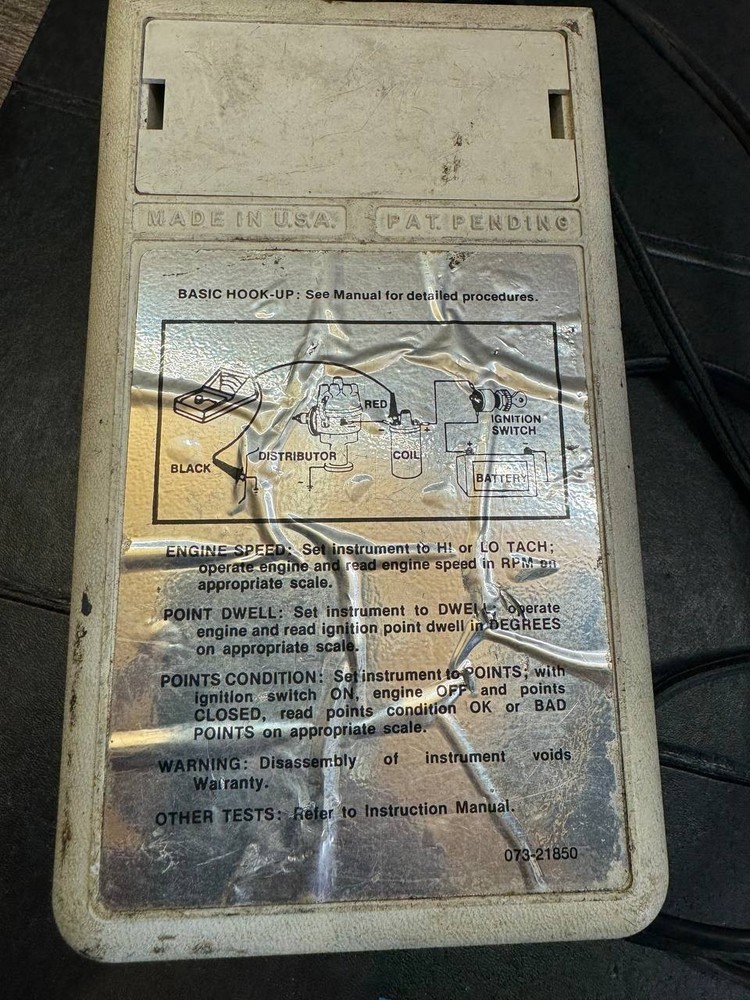 MADE IN U.S.A. PAT. PENDING
BASIC HOOK-UP: See Manual for detailed procedures.
RED
IGNITION
SWITCH
BLACK
DISTRIBUTOR
COIL
+ -
BATTERY
ENGINE SPEED: Set instrument to HI or LO TACH;
operate engine and read engine speed in RPM on
appropriate scale.
POINT DWELL: Set instrument to DWELL; operate
engine and read ignition point dwell in DEGREES
on appropriate scale.
POINTS CONDITION: Set instrument to POINTS; with
ignition switch ON, engine OFF and points
CLOSED, read points condition OK or BAD
POINTS on appropriate scale.
WARNING: Disassembly of instrument voids
Warranty.
OTHER TESTS: Refer to Instruction Manual.
073-21850